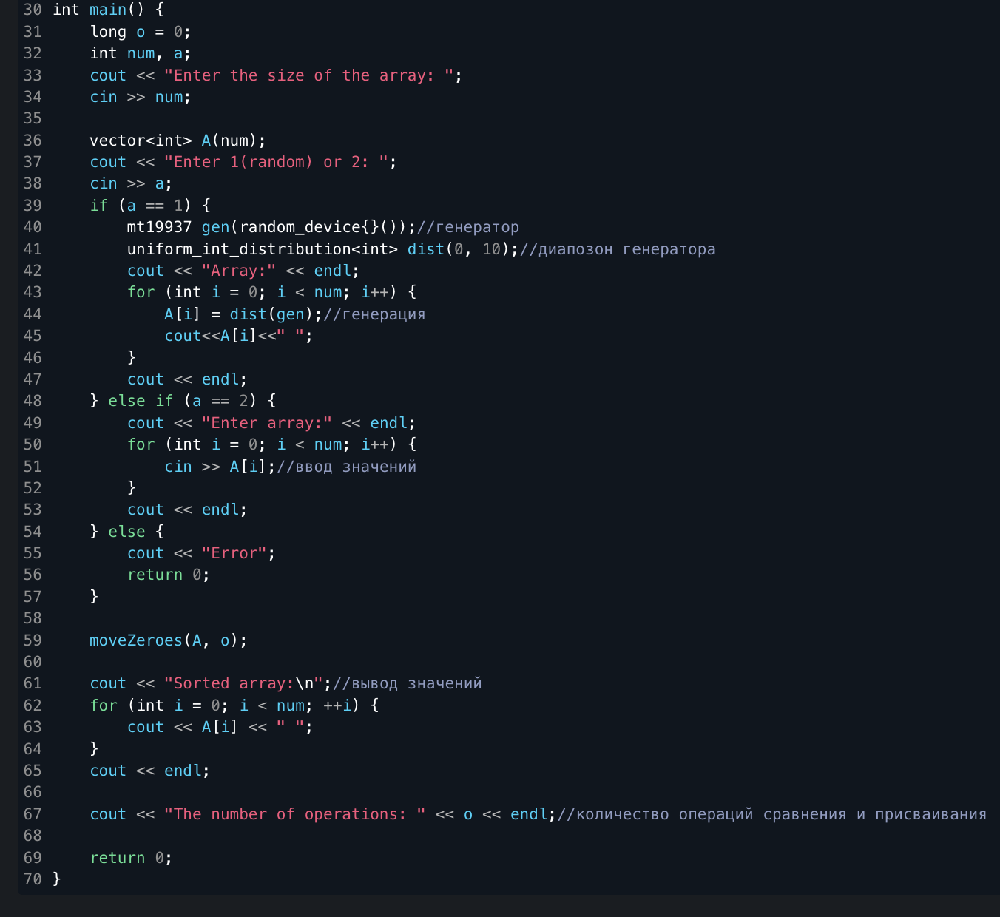 30 int main() {
31     long o = 0;
32     int num, a;
33     cout << "Enter the size of the array: ";
34     cin >> num;
35
36     vector<int> A(num);
37     cout << "Enter 1(random) or 2: ";
38     cin >> a;
39     if (a == 1) {
40         mt19937 gen(random_device{}());//генератор
41         uniform_int_distribution<int> dist(0, 10);//диапозон генератора
42         cout << "Array:" << endl;
43         for (int i = 0; i < num; i++) {
44             A[i] = dist(gen);//генерация
45             cout<<A[i]<<" ";
46         }
47         cout << endl;
48     } else if (a == 2) {
49         cout << "Enter array:" << endl;
50         for (int i = 0; i < num; i++) {
51             cin >> A[i];//ввод значений
52         }
53         cout << endl;
54     } else {
55         cout << "Error";
56         return 0;
57     }
58
59     moveZeroes(A, o);
60
61     cout << "Sorted array:\n";//вывод значений
62     for (int i = 0; i < num; ++i) {
63         cout << A[i] << " ";
64     }
65     cout << endl;
66
67     cout << "The number of operations: " << o << endl;//количество операций сравнения и присваивания
68
69     return 0;
70 }